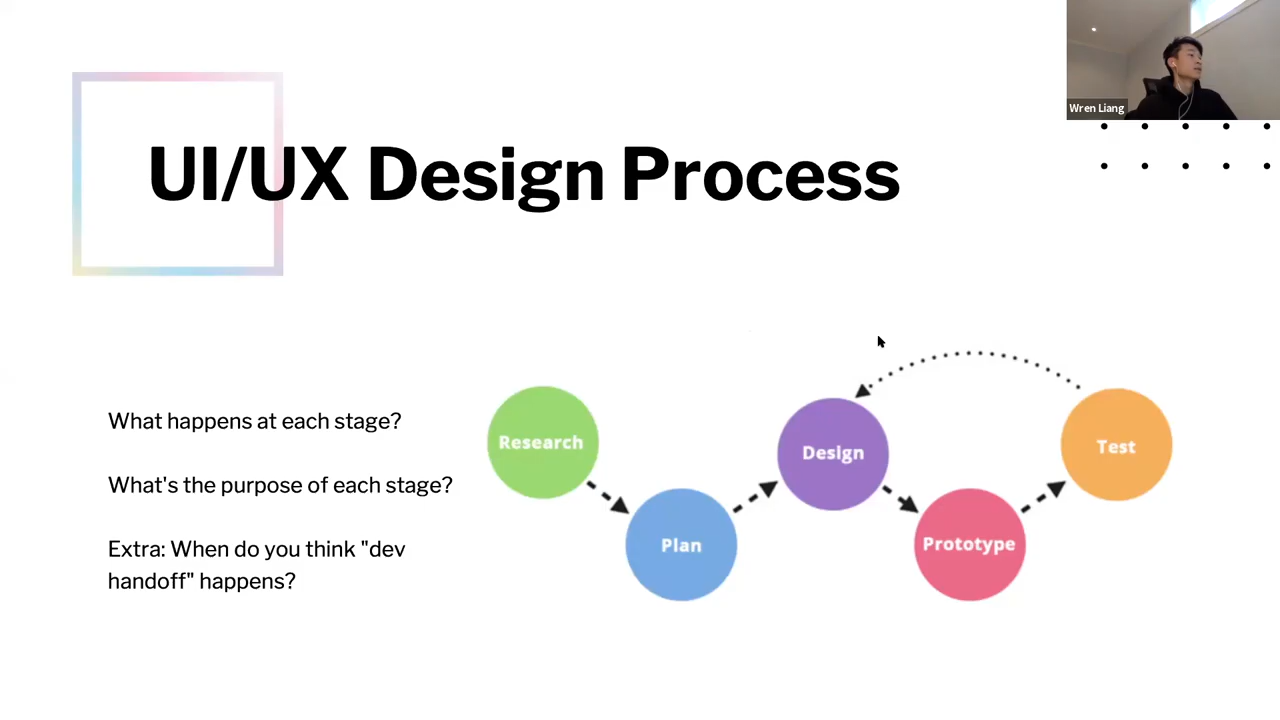 Wren Liang
UI/UX Design Process
What happens at each stage?
What's the purpose of each stage?
Extra: When do you think "dev
handoff" happens?
Research
Plan
Design
Prototype
Test